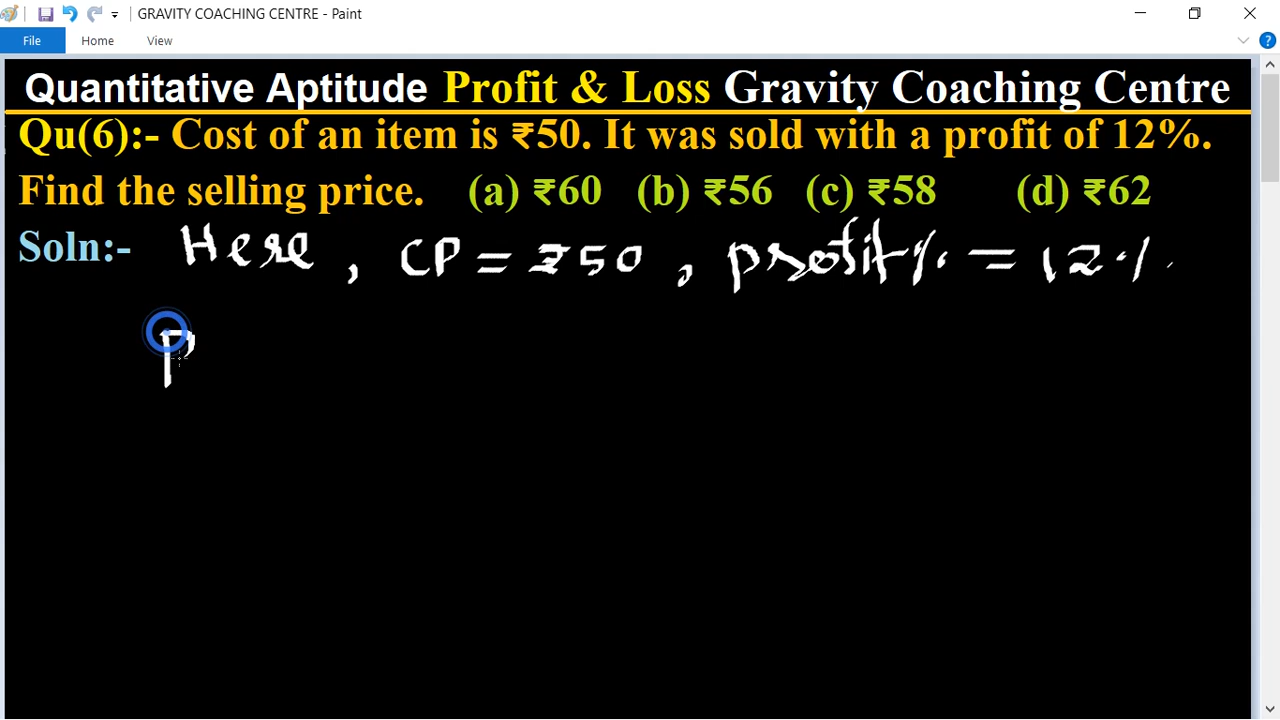 GRAVITY COACHING CENTRE - Paint
File Home View
Quantitative Aptitude Profit & Loss Gravity Coaching Centre
Qu(6):- Cost of an item is ₹50. It was sold with a profit of 12%.
Find the selling price. (a) ₹60 (b) ₹56 (c) ₹58 (d) ₹62
Soln:- Here, CP = ₹50, profit% = 12%.
P